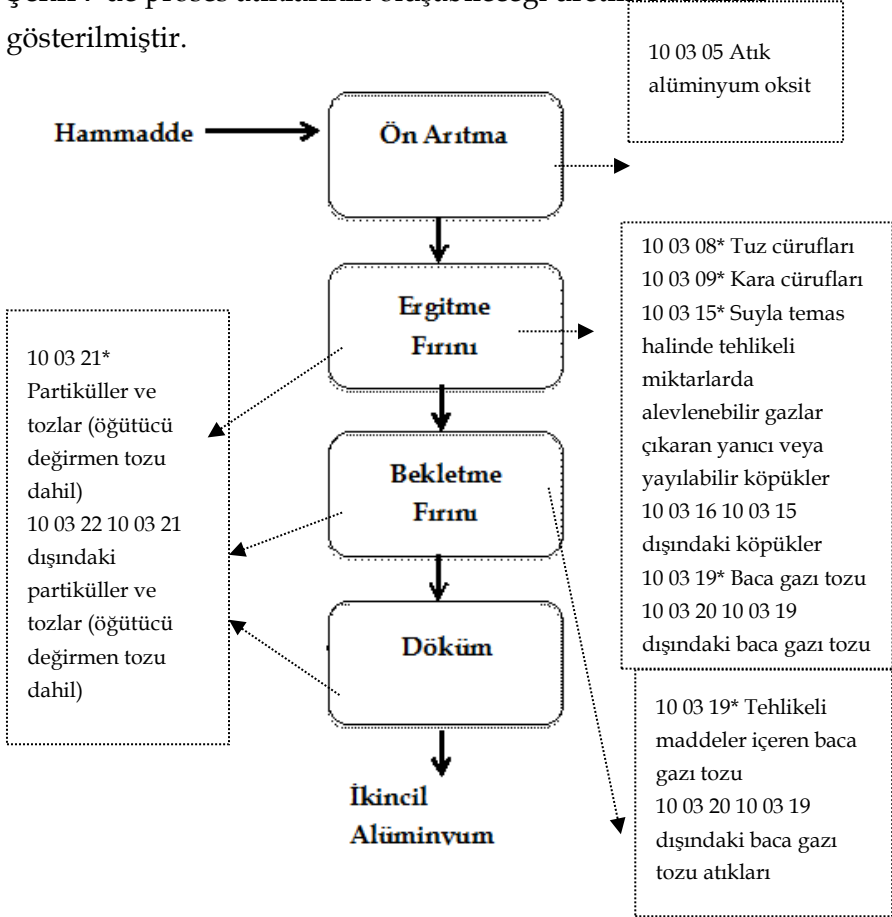 gösterilmiştir.
10 03 05 Atık
alüminyum oksit
Hammadde
Ön Arıtma
10 03 08* Tuz cürufları
10 03 09* Kara cürufları
10 03 15* Suyla temas
halinde tehlikeli
miktarlarda
alevlenebilir gazlar
çıkaran yanıcı veya
yayılabilir köpükler
10 03 16 10 03 15
dışındaki köpükler
10 03 19* Baca gazı tozu
10 03 20 10 03 19
dışındaki baca gazı tozu
Ergitme
Fırını
10 03 21*
Partiküller ve
tozlar (öğütücü
değirmen tozu
dahil)
10 03 22 10 03 21
dışındaki
partiküller ve
tozlar (öğütücü
değirmen tozu
dahil)
Bekletme
Fırını
Döküm
10 03 19* Tehlikeli
maddeler içeren baca
gazı tozu
10 03 20 10 03 19
dışındaki baca gazı
tozu atıkları
İkincil
Alüminyum